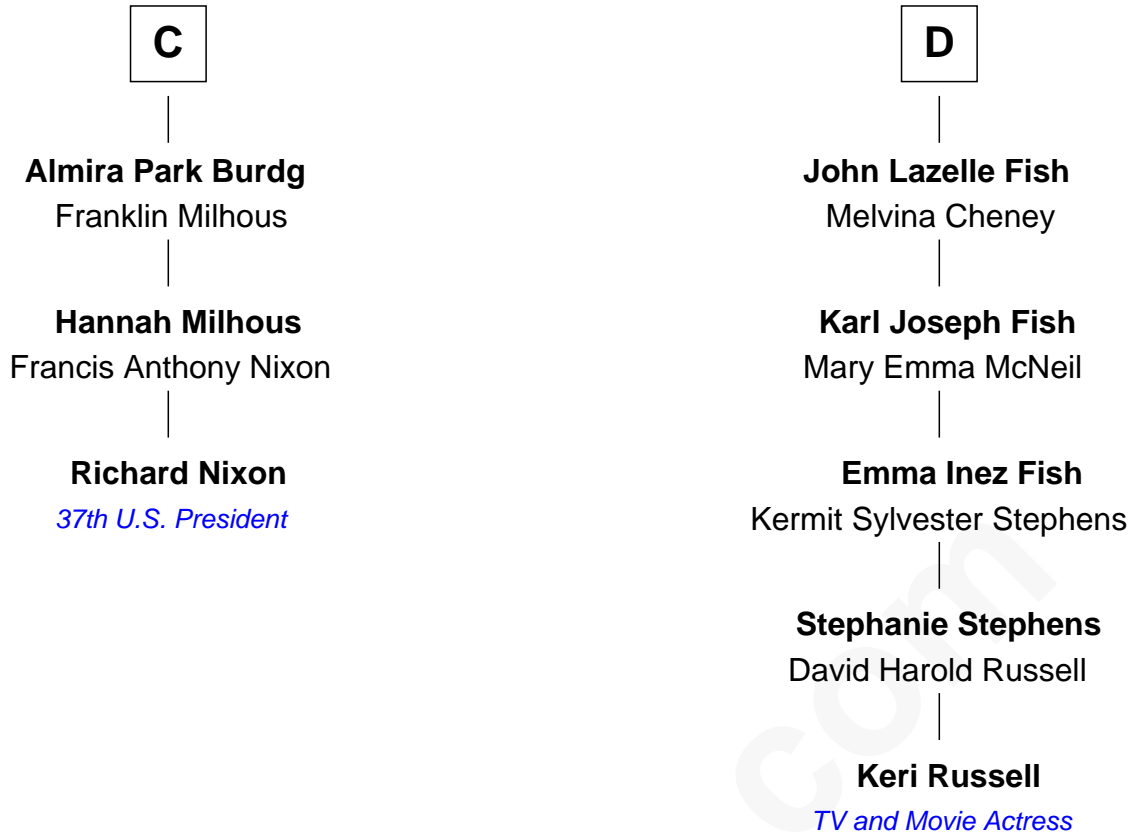 C
Almira Park Burdg
Franklin Milhous
Hannah Milhous
Francis Anthony Nixon
Richard Nixon
37th U.S. President
D
John Lazelle Fish
Melvina Cheney
Karl Joseph Fish
Mary Emma McNeil
Emma Inez Fish
Kermit Sylvester Stephens
Stephanie Stephens
David Harold Russell
Keri Russell
TV and Movie Actress
com